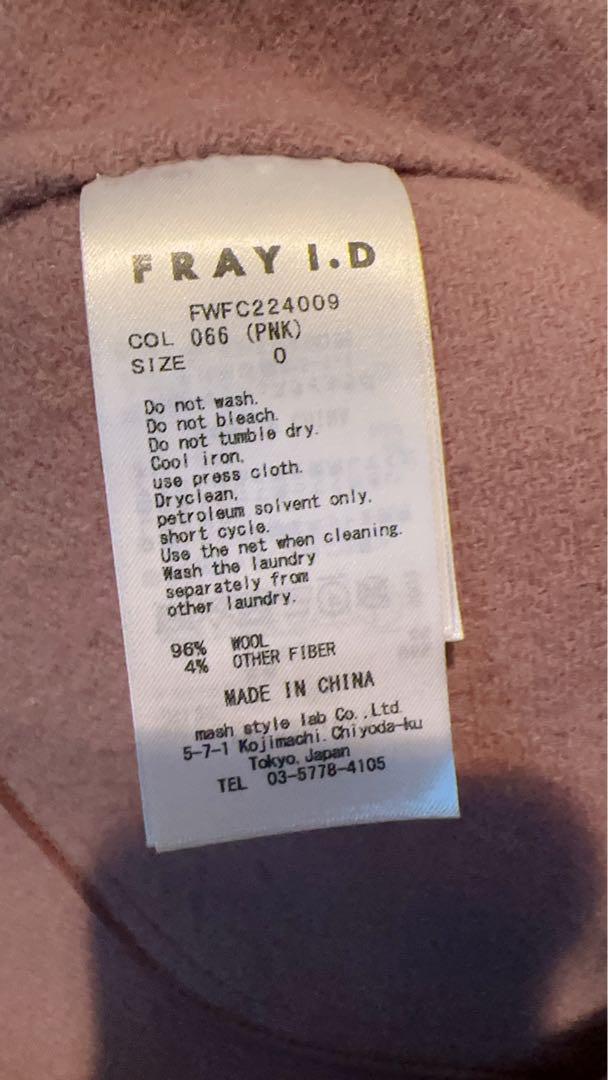 FRAY I.D
FWFC224009
COL 066 (PNK)
SIZE 0
Do not wash.
Do not bleach.
Do not tumble dry.
Cool iron,
use press cloth.
Dryclean,
petroleum solvent only,
short cycle.
Use the net when cleaning.
Wash the laundry
separately from
other laundry.
96% WOOL
4% OTHER FIBER
MADE IN CHINA
mash style lab Co.,Ltd.
5-7-1 Kojimachi. Chiyoda-ku
Tokyo, Japan
TEL 03-5778-4105